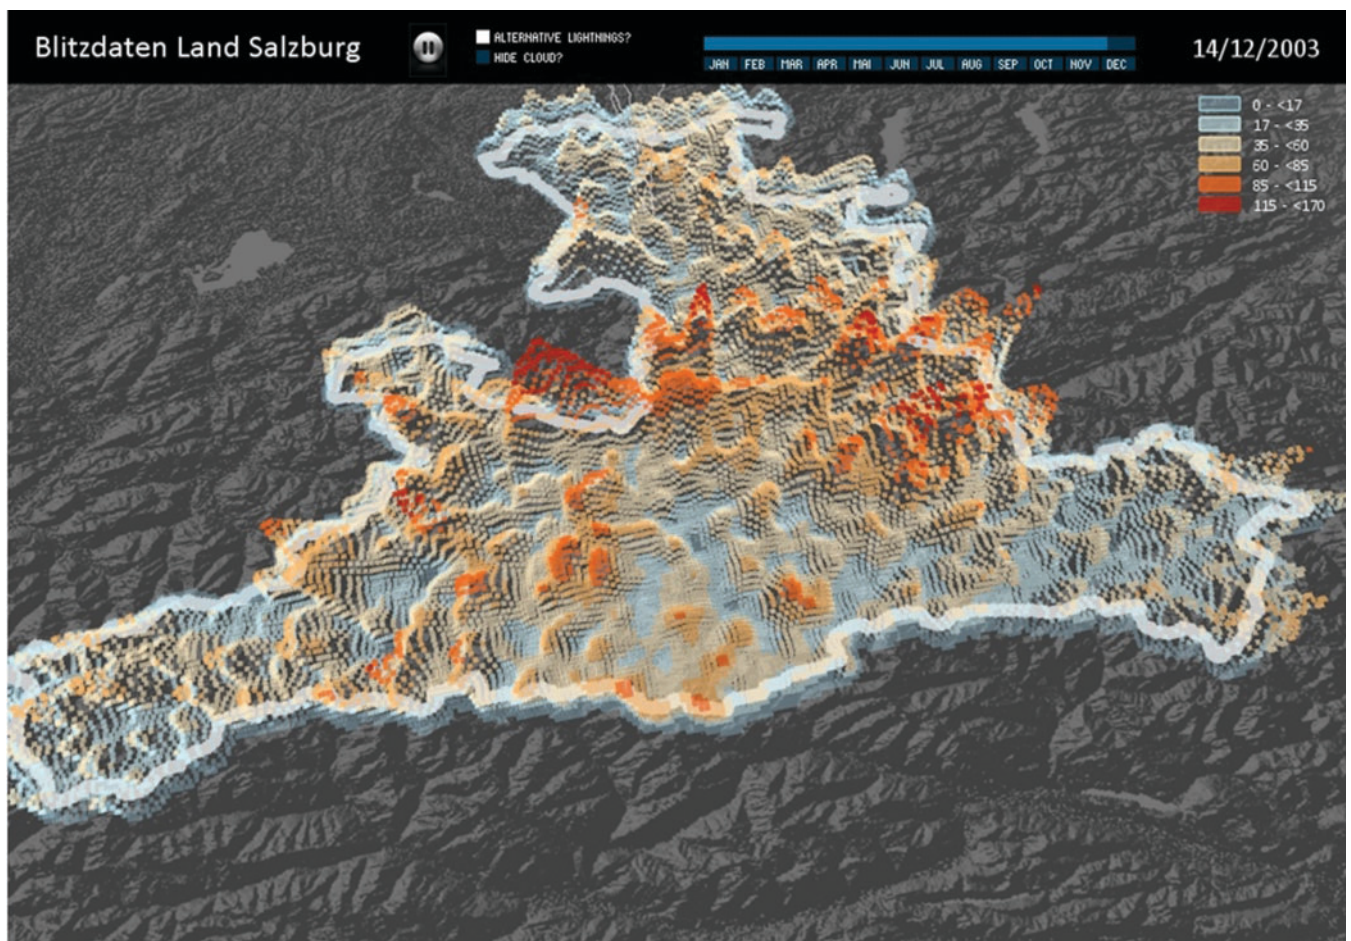 Blitzdaten Land Salzburg
ALTERNATIVE LIGHTNINGS?
HIDE CLOUD?
JAN FEB MAR APR MAI JUN JUL AUG SEP OCT NOV DEC
14/12/2003
0 - <17
17 - <35
35 - <60
60 - <85
85 - <115
115 - <170